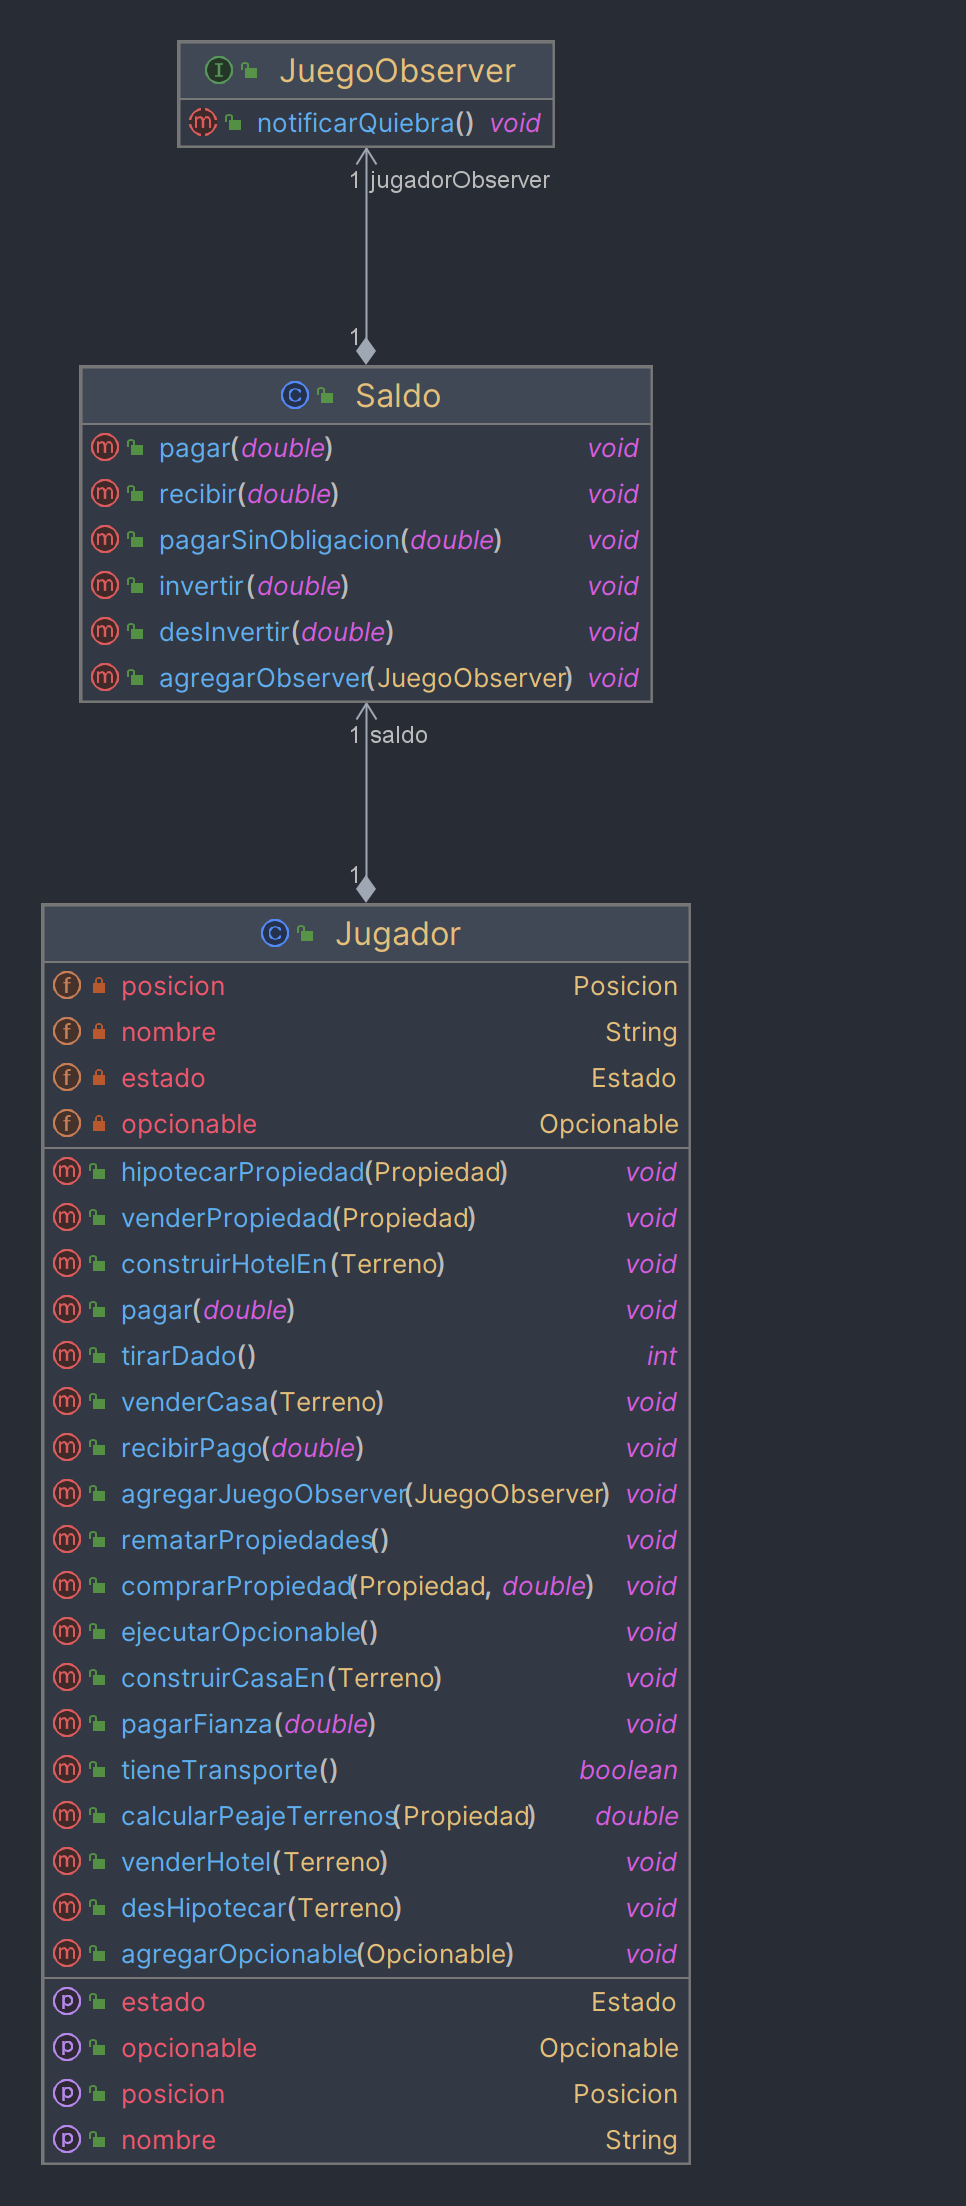 JuegoObserver
notificarQuiebra() void
1 jugadorObserver
1
Saldo
pagar(double) void
recibir(double) void
pagarSinObligacion(double) void
invertir(double) void
desInvertir(double) void
agregarObserver(JuegoObserver) void
1 saldo
1
Jugador
posicion Posicion
nombre String
estado Estado
opcionable Opcionable
hipotecarPropiedad(Propiedad) void
venderPropiedad(Propiedad) void
construirHotelEn(Terreno) void
pagar(double) void
tirarDado() int
venderCasa(Terreno) void
recibirPago(double) void
agregarJuegoObserver(JuegoObserver) void
rematarPropiedades() void
comprarPropiedad(Propiedad, double) void
ejecutarOpcionable() void
construirCasaEn(Terreno) void
pagarFianza(double) void
tieneTransporte() boolean
calcularPeajeTerrenos(Propiedad) double
venderHotel(Terreno) void
desHipotecar(Terreno) void
agregarOpcionable(Opcionable) void
estado Estado
opcionable Opcionable
posicion Posicion
nombre String